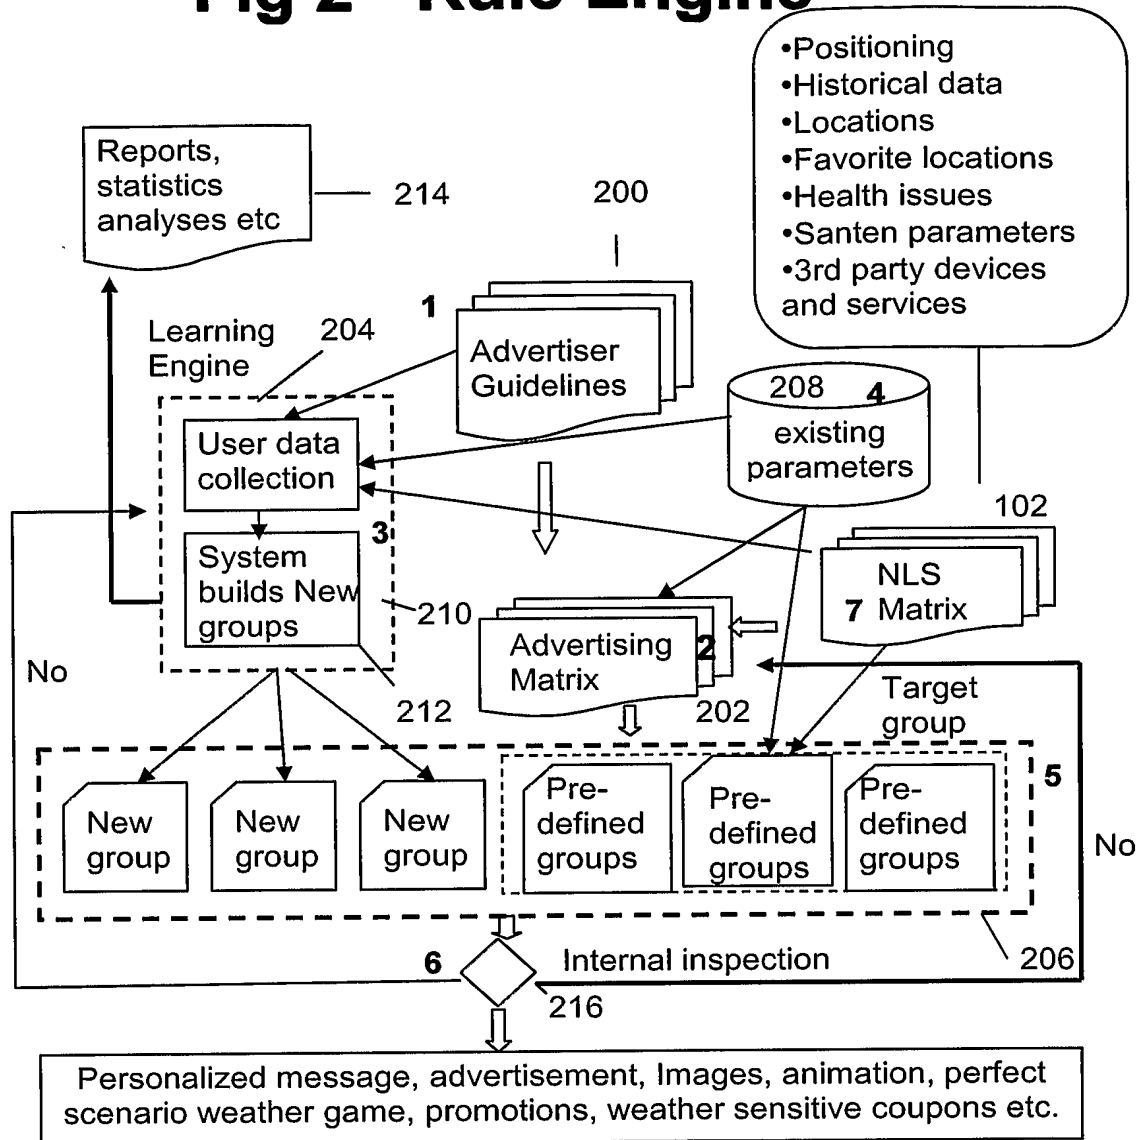 Fig 2 Rule Engine
•Positioning
•Historical data
•Locations
•Favorite locations
•Health issues
•Santen parameters
•3rd party devices
and services
Reports,
statistics
analyses etc
214
200
1
Advertiser
Guidelines
Learning
Engine
204
208 4
existing
parameters
User data
collection
3
System
builds New
groups
210
212
102
NLS
7 Matrix
Advertising
Matrix
2
202
Target
group
No
5
New
group
New
group
New
group
Pre-
defined
groups
Pre-
defined
groups
Pre-
defined
groups
No
6
Internal inspection
206
216
Personalized message, advertisement, Images, animation, perfect
scenario weather game, promotions, weather sensitive coupons etc.